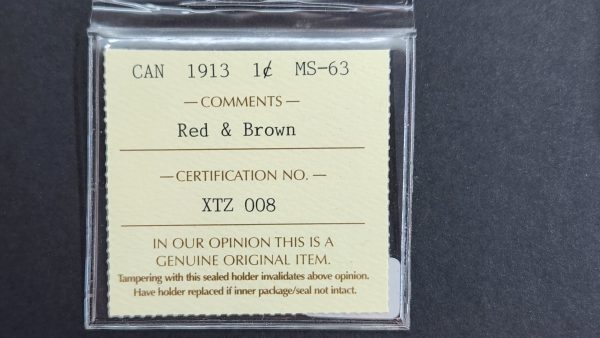 CAN 1913 1¢ MS-63
— COMMENTS —
Red & Brown
— CERTIFICATION NO. —
XTZ 008
IN OUR OPINION THIS IS A
GENUINE ORIGINAL ITEM.
Tampering with this sealed holder invalidates above opinion.
Have holder replaced if inner package/seal not intact.